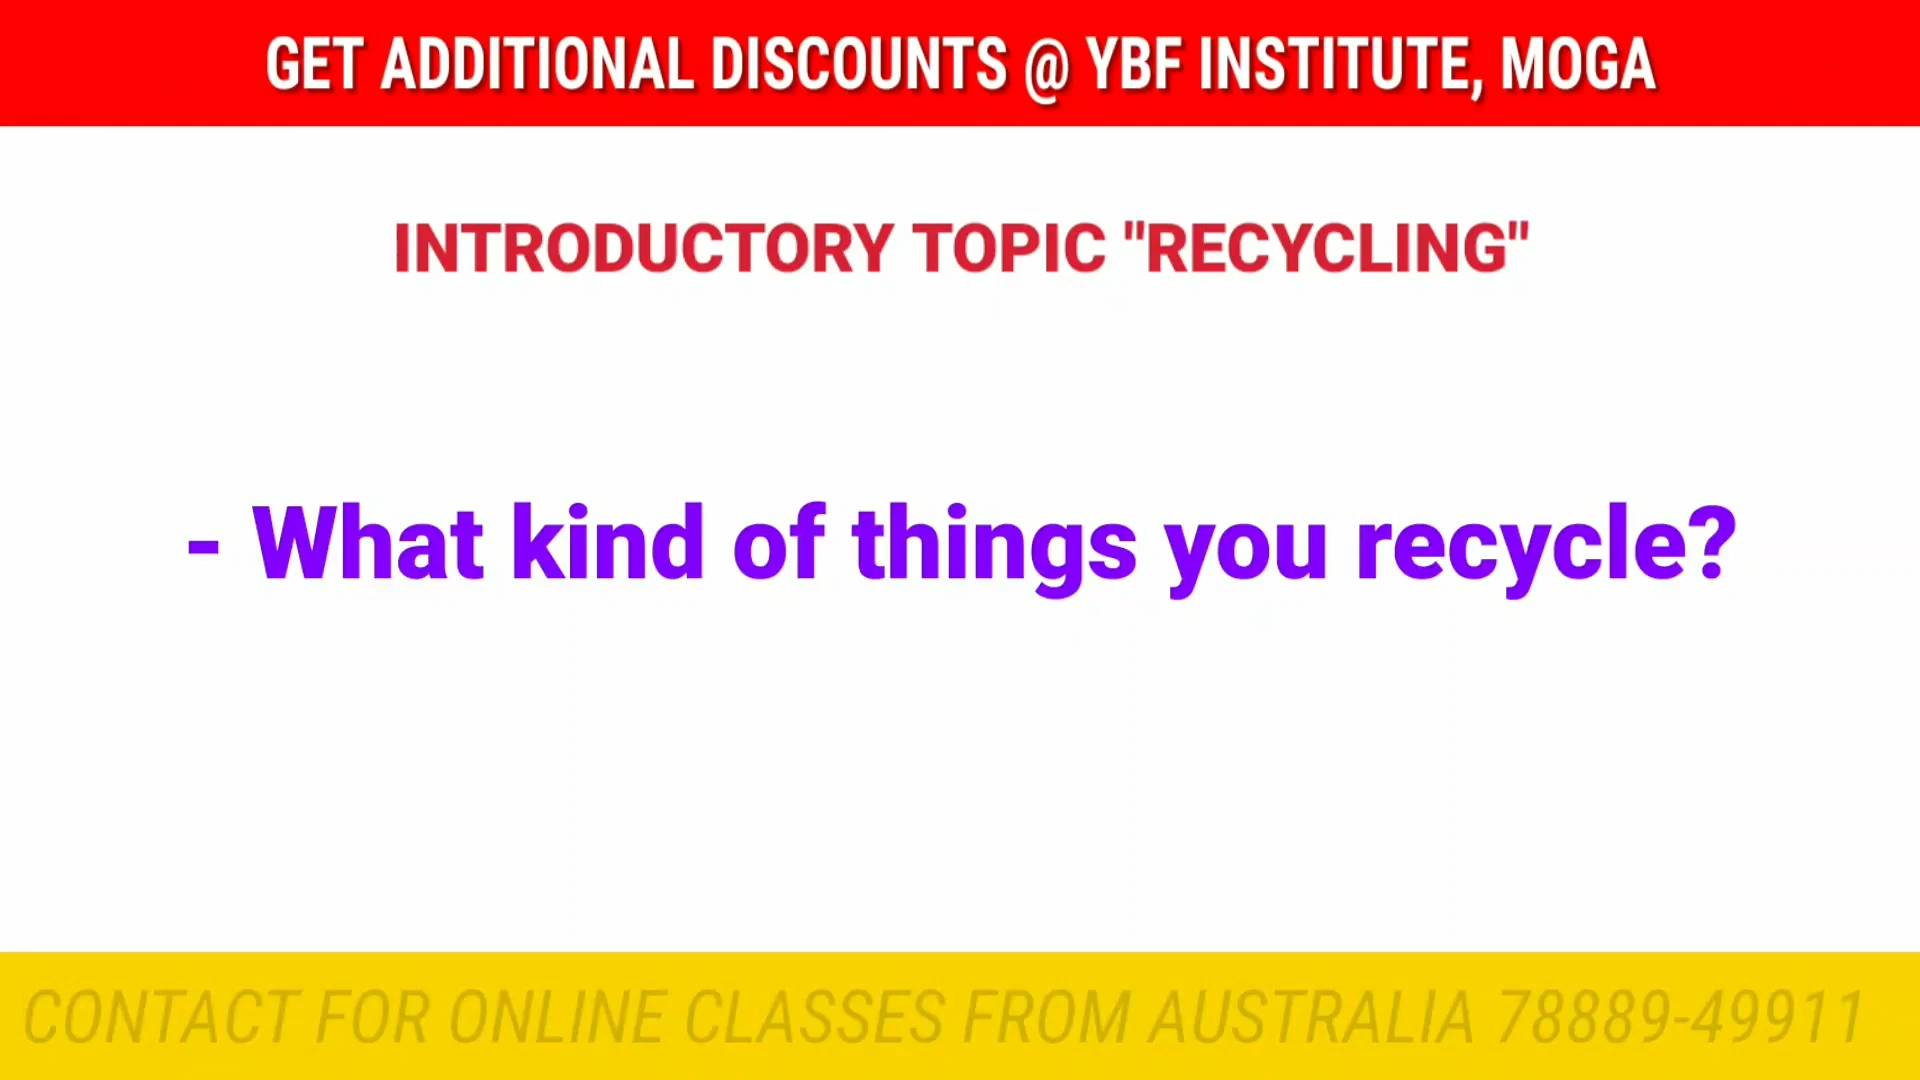 GET ADDITIONAL DISCOUNTS @ YBF INSTITUTE, MOGA
INTRODUCTORY TOPIC "RECYCLING"
- What kind of things you recycle?
CONTACT FOR ONLINE CLASSES FROM AUSTRALIA 78889-49911